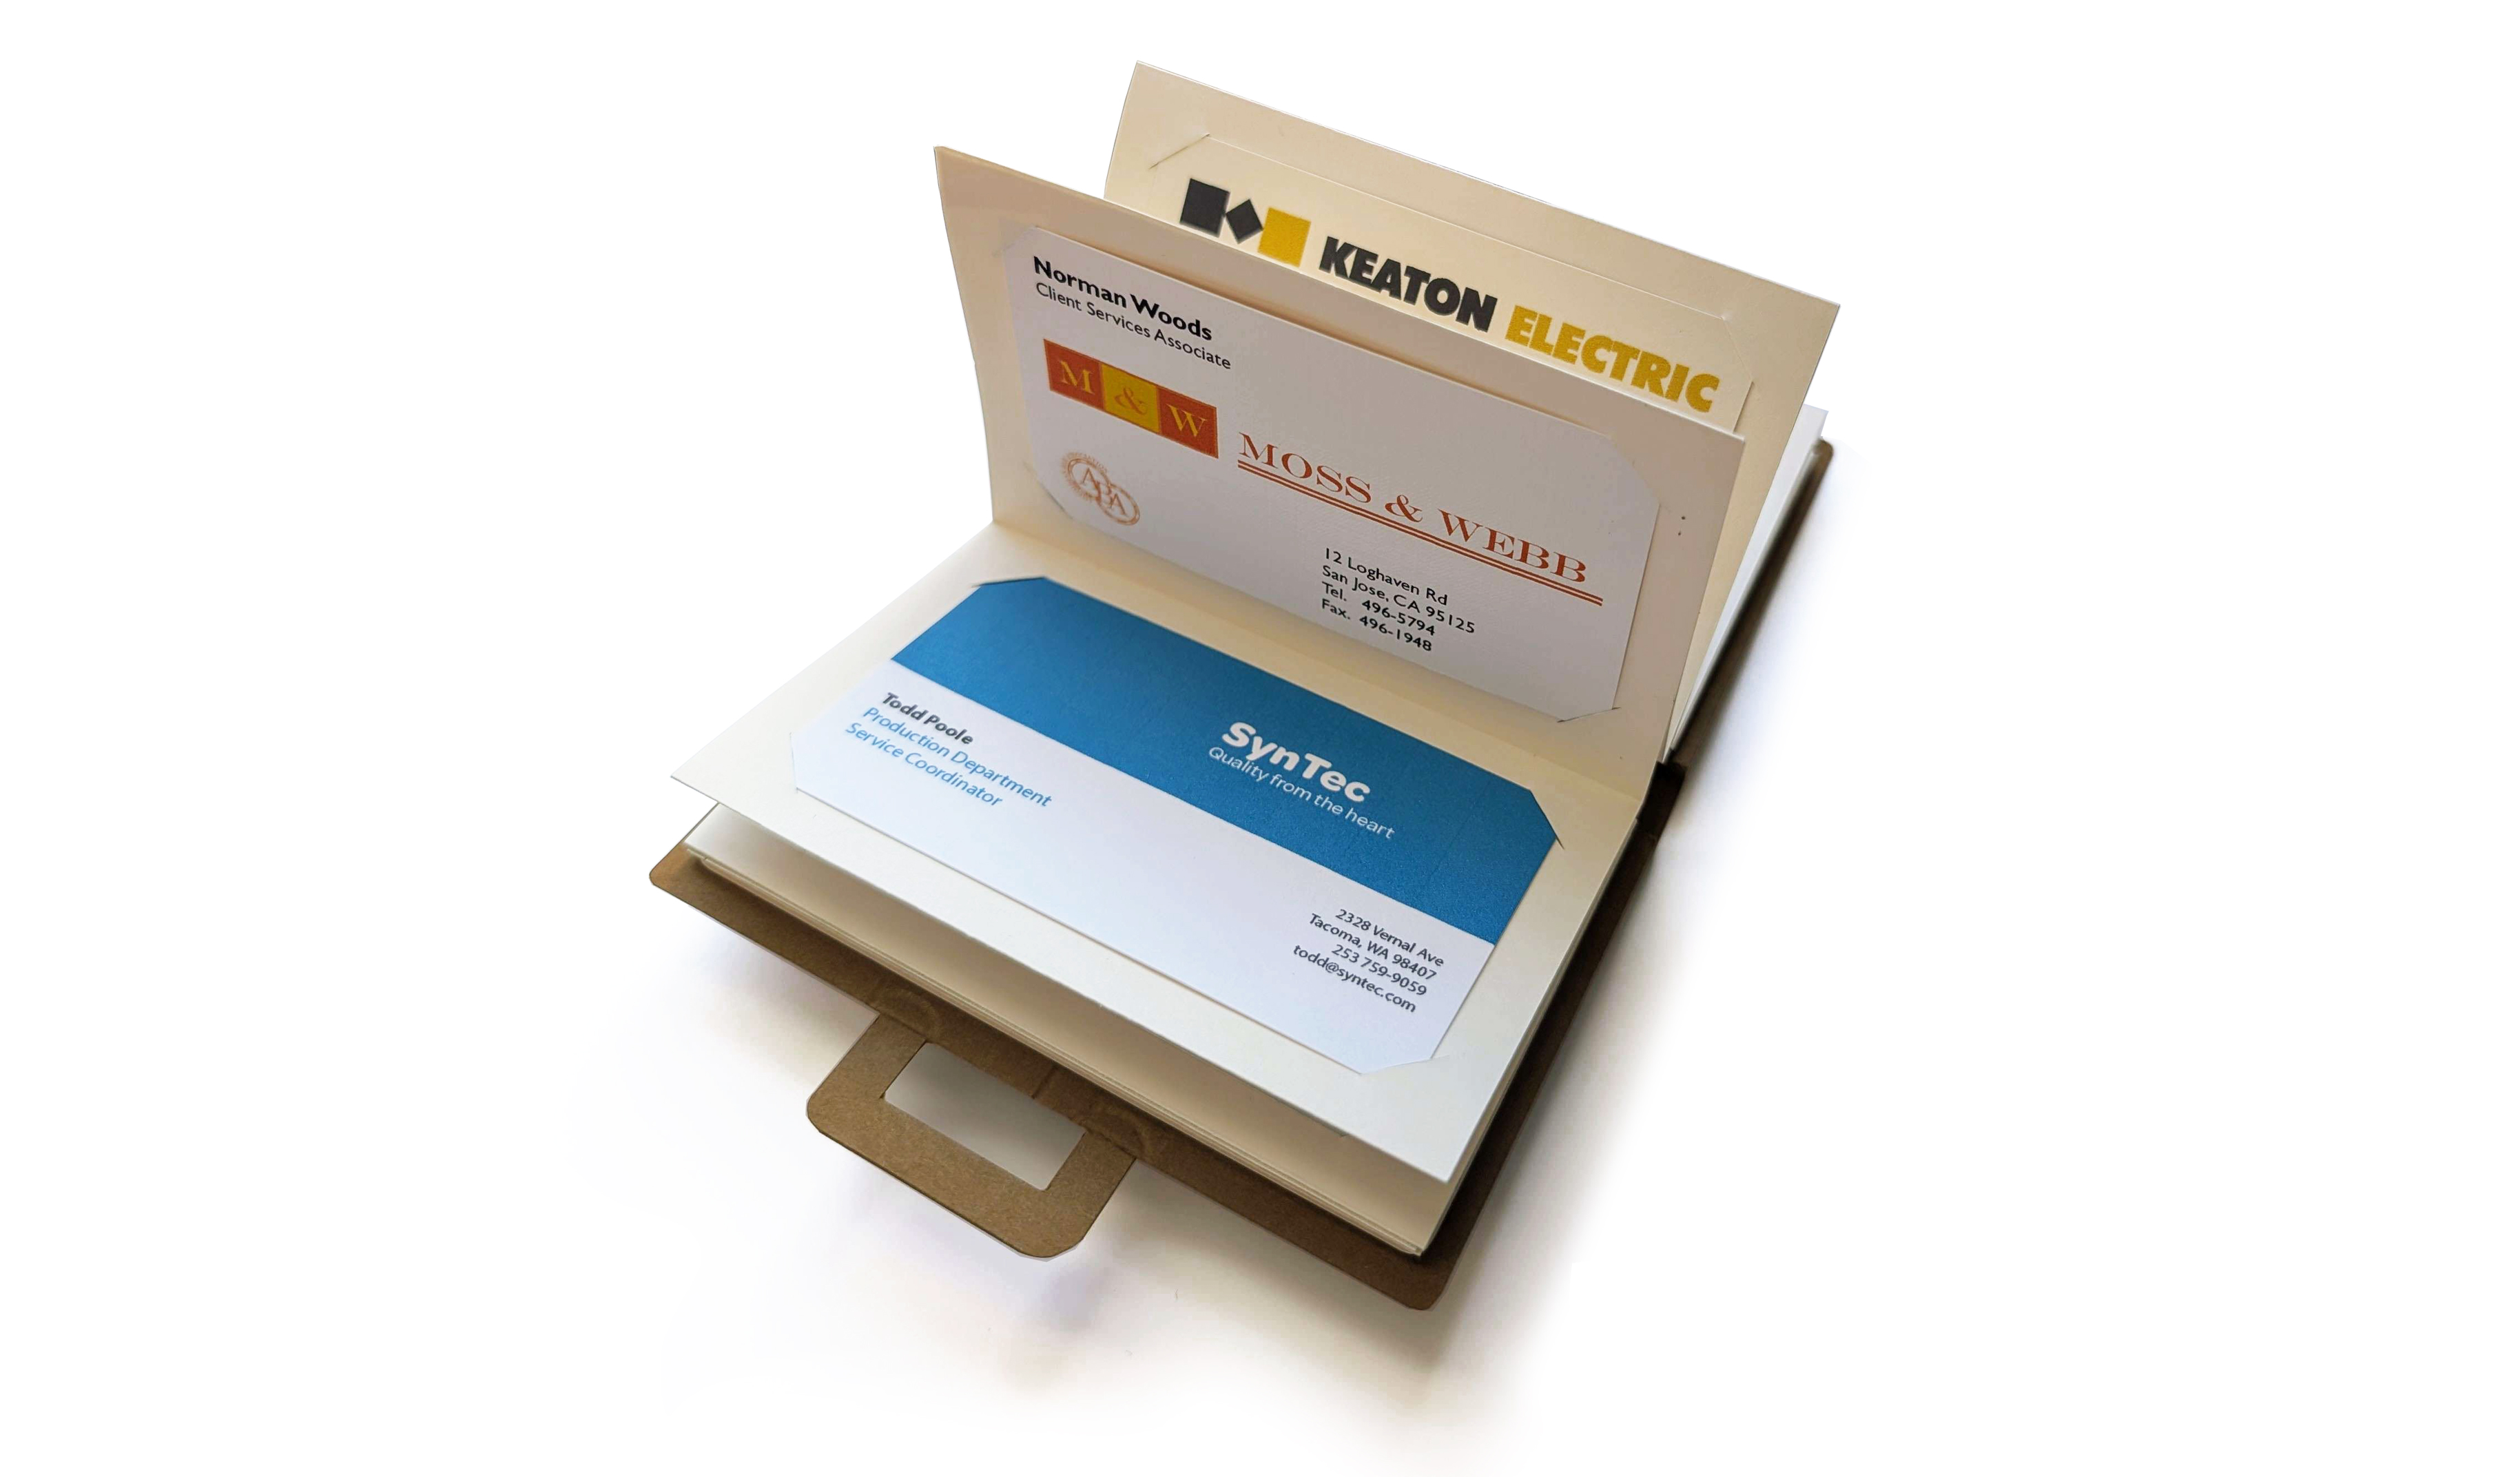 KEATON ELECTRIC
Norman Woods
Client Services Associate
M & W
MOSS & WEBB
ABA
12 Loghaven Rd
San Jose, CA 95125
Tel. 496-5794
Fax. 496-1948
SynTec
Quality from the heart
Todd Poole
Production Department
Service Coordinator
2328 Vernal Ave
Tacoma, WA 98407
253 759-9059
todd@syntec.com